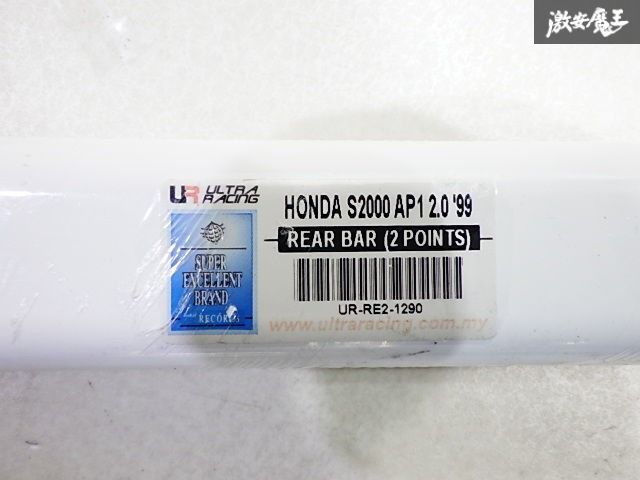 激安魔王
UR ULTRA RACING
HONDA S2000 AP1 2.0 '99
REAR BAR (2 POINTS)
SUPER
EXCELLENT
BRAND
RECORDS
UR-RE2-1290
www.ultraracing.com.my